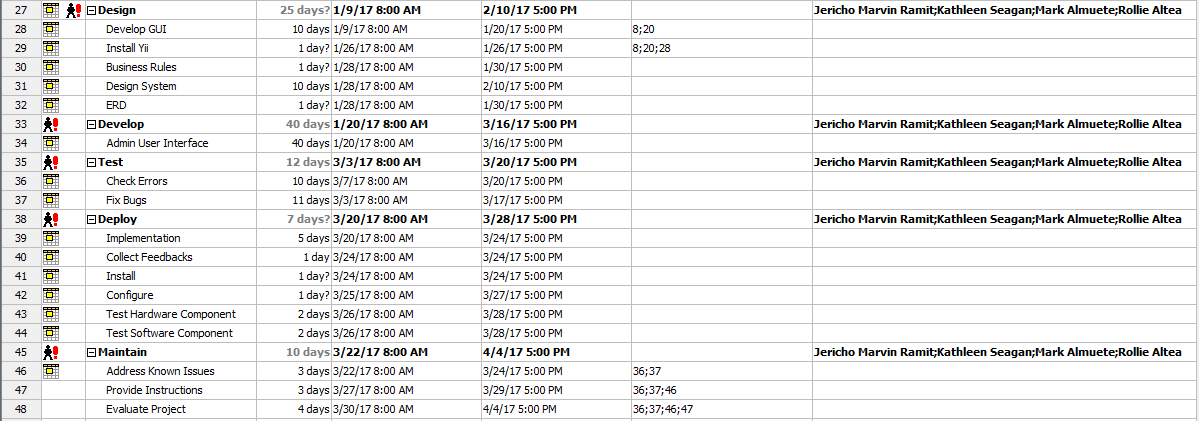 27 Design 25 days? 1/9/17 8:00 AM 2/10/17 5:00 PM Jericho Marvin Ramit;Kathleen Seagan;Mark Almuete;Rollie Altea
28 Develop GUI 10 days 1/9/17 8:00 AM 1/20/17 5:00 PM 8;20
29 Install Yii 1 day? 1/26/17 8:00 AM 1/26/17 5:00 PM 8;20;28
30 Business Rules 1 day? 1/28/17 8:00 AM 1/30/17 5:00 PM
31 Design System 10 days 1/28/17 8:00 AM 2/10/17 5:00 PM
32 ERD 1 day? 1/28/17 8:00 AM 1/30/17 5:00 PM
33 Develop 40 days 1/20/17 8:00 AM 3/16/17 5:00 PM Jericho Marvin Ramit;Kathleen Seagan;Mark Almuete;Rollie Altea
34 Admin User Interface 40 days 1/20/17 8:00 AM 3/16/17 5:00 PM
35 Test 12 days 3/3/17 8:00 AM 3/20/17 5:00 PM Jericho Marvin Ramit;Kathleen Seagan;Mark Almuete;Rollie Altea
36 Check Errors 10 days 3/7/17 8:00 AM 3/20/17 5:00 PM
37 Fix Bugs 11 days 3/3/17 8:00 AM 3/17/17 5:00 PM
38 Deploy 7 days? 3/20/17 8:00 AM 3/28/17 5:00 PM Jericho Marvin Ramit;Kathleen Seagan;Mark Almuete;Rollie Altea
39 Implementation 5 days 3/20/17 8:00 AM 3/24/17 5:00 PM
40 Collect Feedbacks 1 day 3/24/17 8:00 AM 3/24/17 5:00 PM
41 Install 1 day? 3/24/17 8:00 AM 3/24/17 5:00 PM
42 Configure 1 day? 3/25/17 8:00 AM 3/27/17 5:00 PM
43 Test Hardware Component 2 days 3/26/17 8:00 AM 3/28/17 5:00 PM
44 Test Software Component 2 days 3/26/17 8:00 AM 3/28/17 5:00 PM
45 Maintain 10 days 3/22/17 8:00 AM 4/4/17 5:00 PM Jericho Marvin Ramit;Kathleen Seagan;Mark Almuete;Rollie Altea
46 Address Known Issues 3 days 3/22/17 8:00 AM 3/24/17 5:00 PM 36;37
47 Provide Instructions 3 days 3/27/17 8:00 AM 3/29/17 5:00 PM 36;37;46
48 Evaluate Project 4 days 3/30/17 8:00 AM 4/4/17 5:00 PM 36;37;46;47